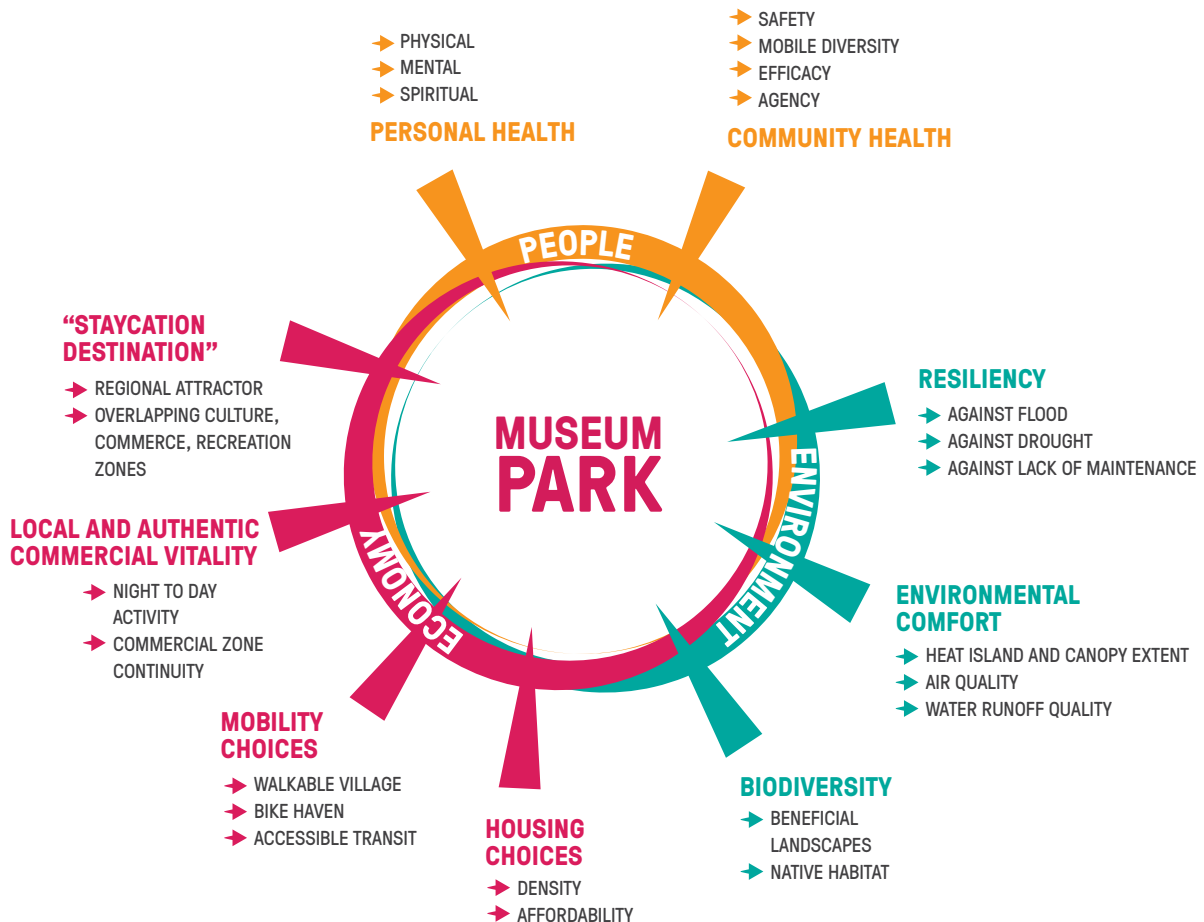 PHYSICAL
MENTAL
SPIRITUAL
PERSONAL HEALTH
SAFETY
MOBILE DIVERSITY
EFFICACY
AGENCY
COMMUNITY HEALTH
PEOPLE
“STAYCATION
DESTINATION”
REGIONAL ATTRACTOR
OVERLAPPING CULTURE,
COMMERCE, RECREATION
ZONES
MUSEUM
PARK
RESILIENCY
AGAINST FLOOD
AGAINST DROUGHT
AGAINST LACK OF MAINTENANCE
ENVIRONMENT
LOCAL AND AUTHENTIC
COMMERCIAL VITALITY
NIGHT TO DAY
ACTIVITY
COMMERCIAL ZONE
CONTINUITY
ECONOMY
ENVIRONMENTAL
COMFORT
HEAT ISLAND AND CANOPY EXTENT
AIR QUALITY
WATER RUNOFF QUALITY
MOBILITY
CHOICES
WALKABLE VILLAGE
BIKE HAVEN
ACCESSIBLE TRANSIT
HOUSING
CHOICES
DENSITY
AFFORDABILITY
BIODIVERSITY
BENEFICIAL
LANDSCAPES
NATIVE HABITAT